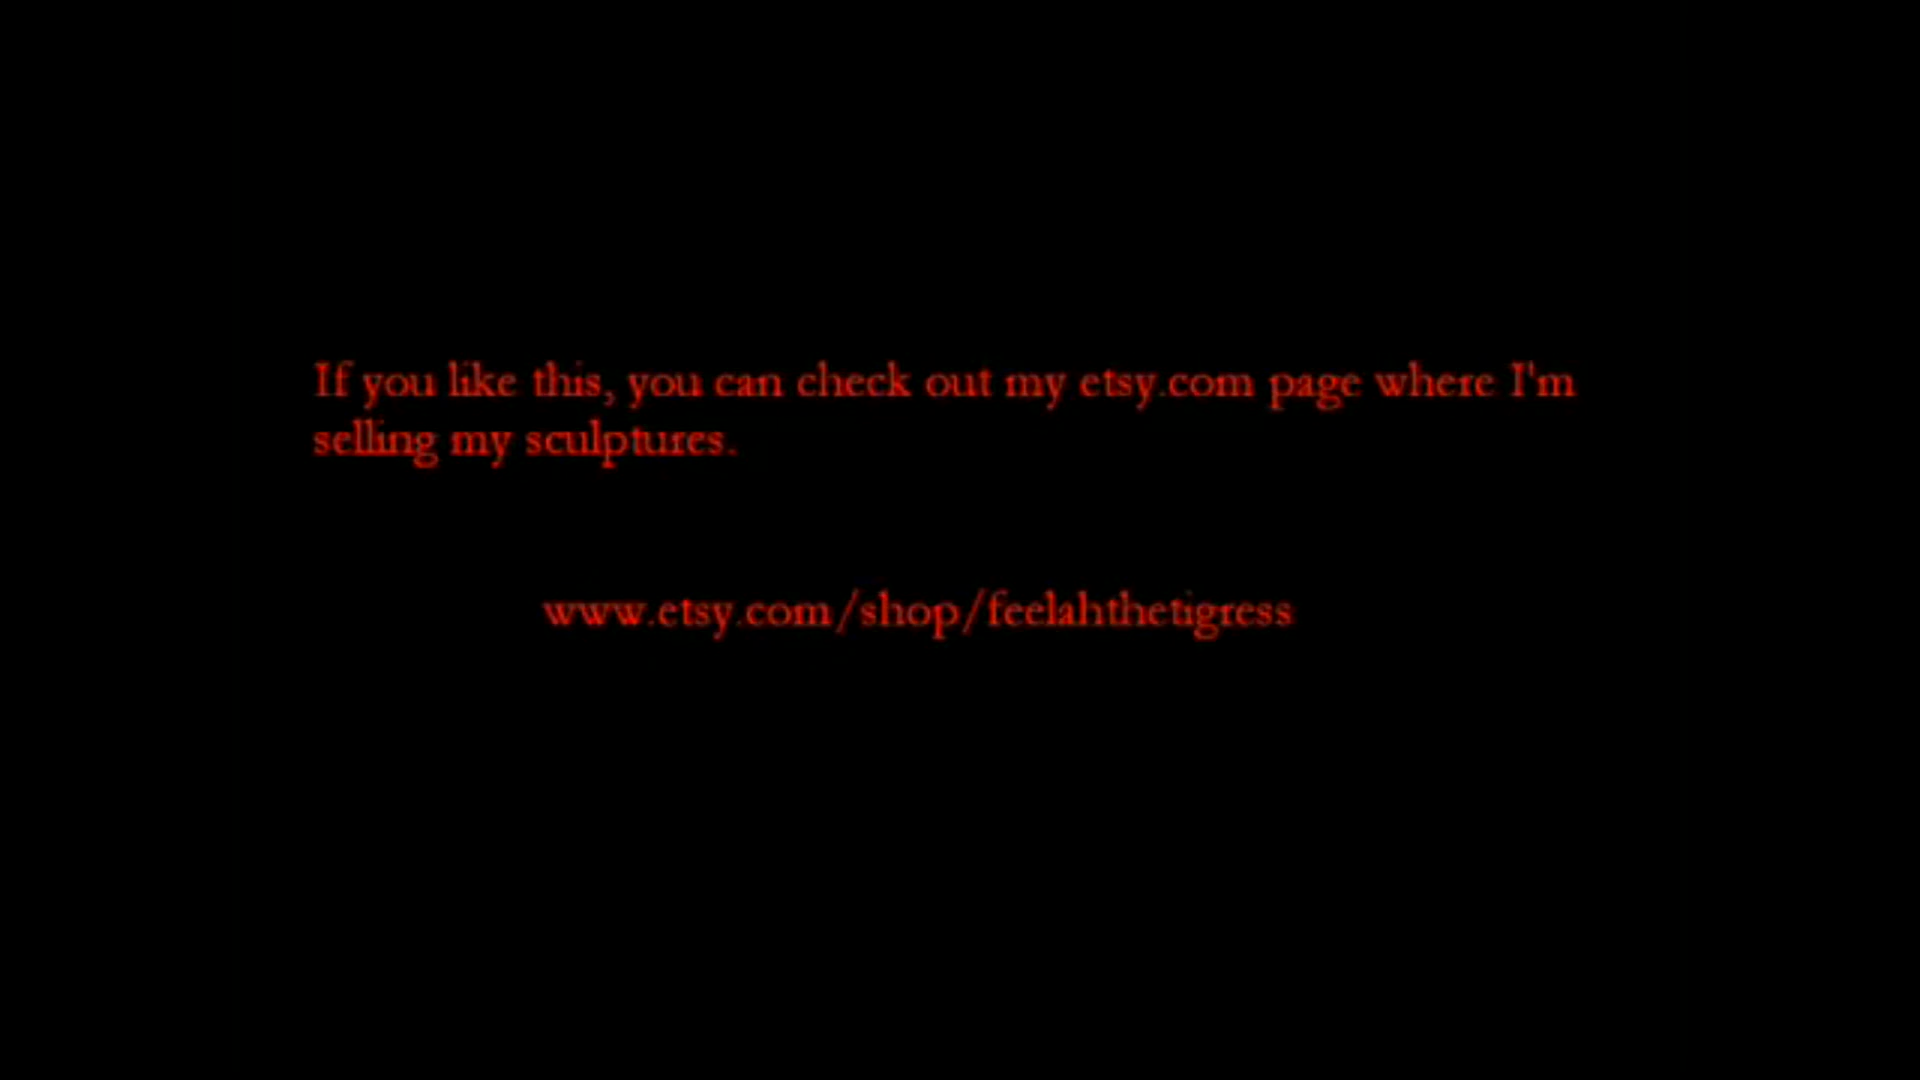 If you like this, you can check out my etsy.com page where I'm
selling my sculptures.
www.etsy.com/shop/feelahthetigress